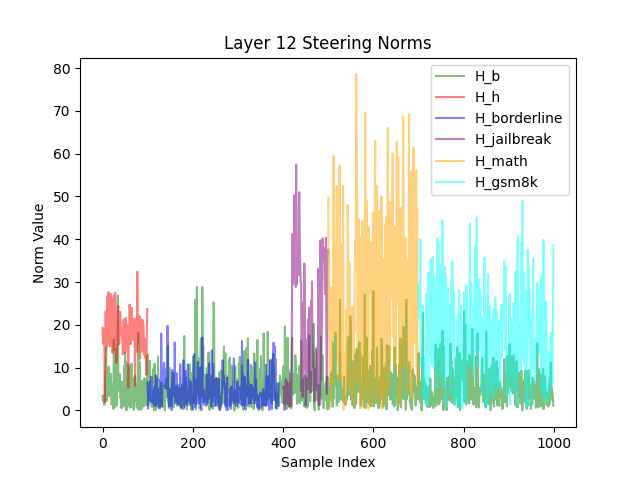 Layer 12 Steering Norms
80
70
60
50
40
30
20
10
0
Norm Value
H_b
H_h
H_borderline
H_jailbreak
H_math
H_gsm8k
0 200 400 600 800 1000
Sample Index